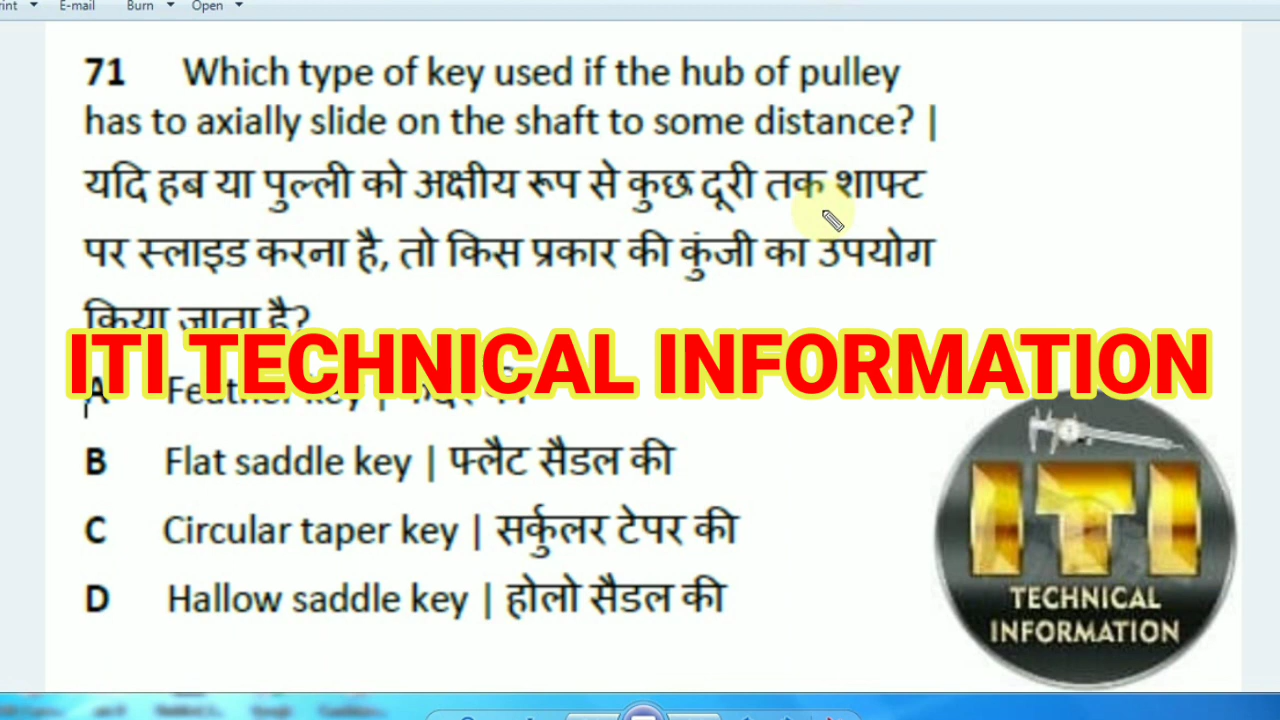 E-mail Burn Open
71 Which type of key used if the hub of pulley
has to axially slide on the shaft to some distance? |
यदि हब या पुल्ली को अक्षीय रूप से कुछ दूरी तक शाफ्ट
पर स्लाइड करना है, तो किस प्रकार की कुंजी का उपयोग
किया जाता है?
ITI TECHNICAL INFORMATION
A Feather key |
B Flat saddle key | फ्लैट सैडल की
C Circular taper key | सर्कुलर टेपर की
D Hallow saddle key | होलो सैडल की
ITI
TECHNICAL
INFORMATION